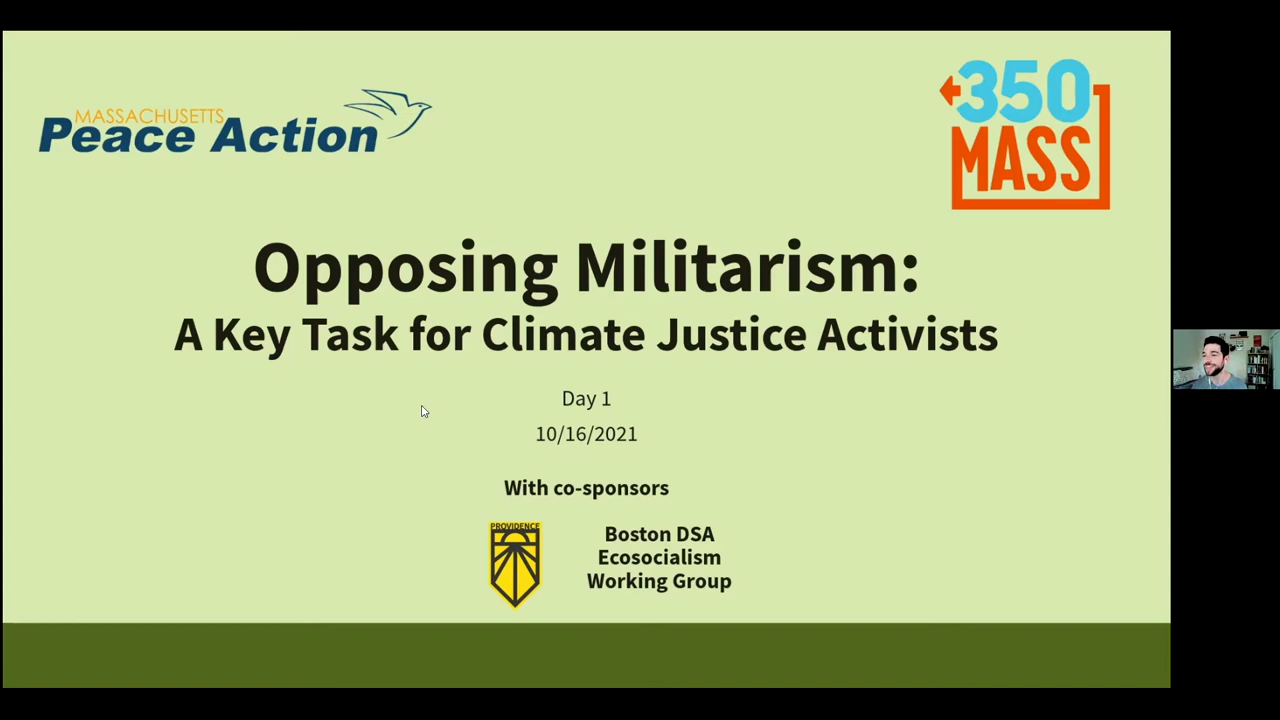 MASSACHUSETTS
Peace Action
350
MASS
Opposing Militarism:
A Key Task for Climate Justice Activists
Day 1
10/16/2021
With co-sponsors
PROVIDENCE
Boston DSA
Ecosocialism
Working Group